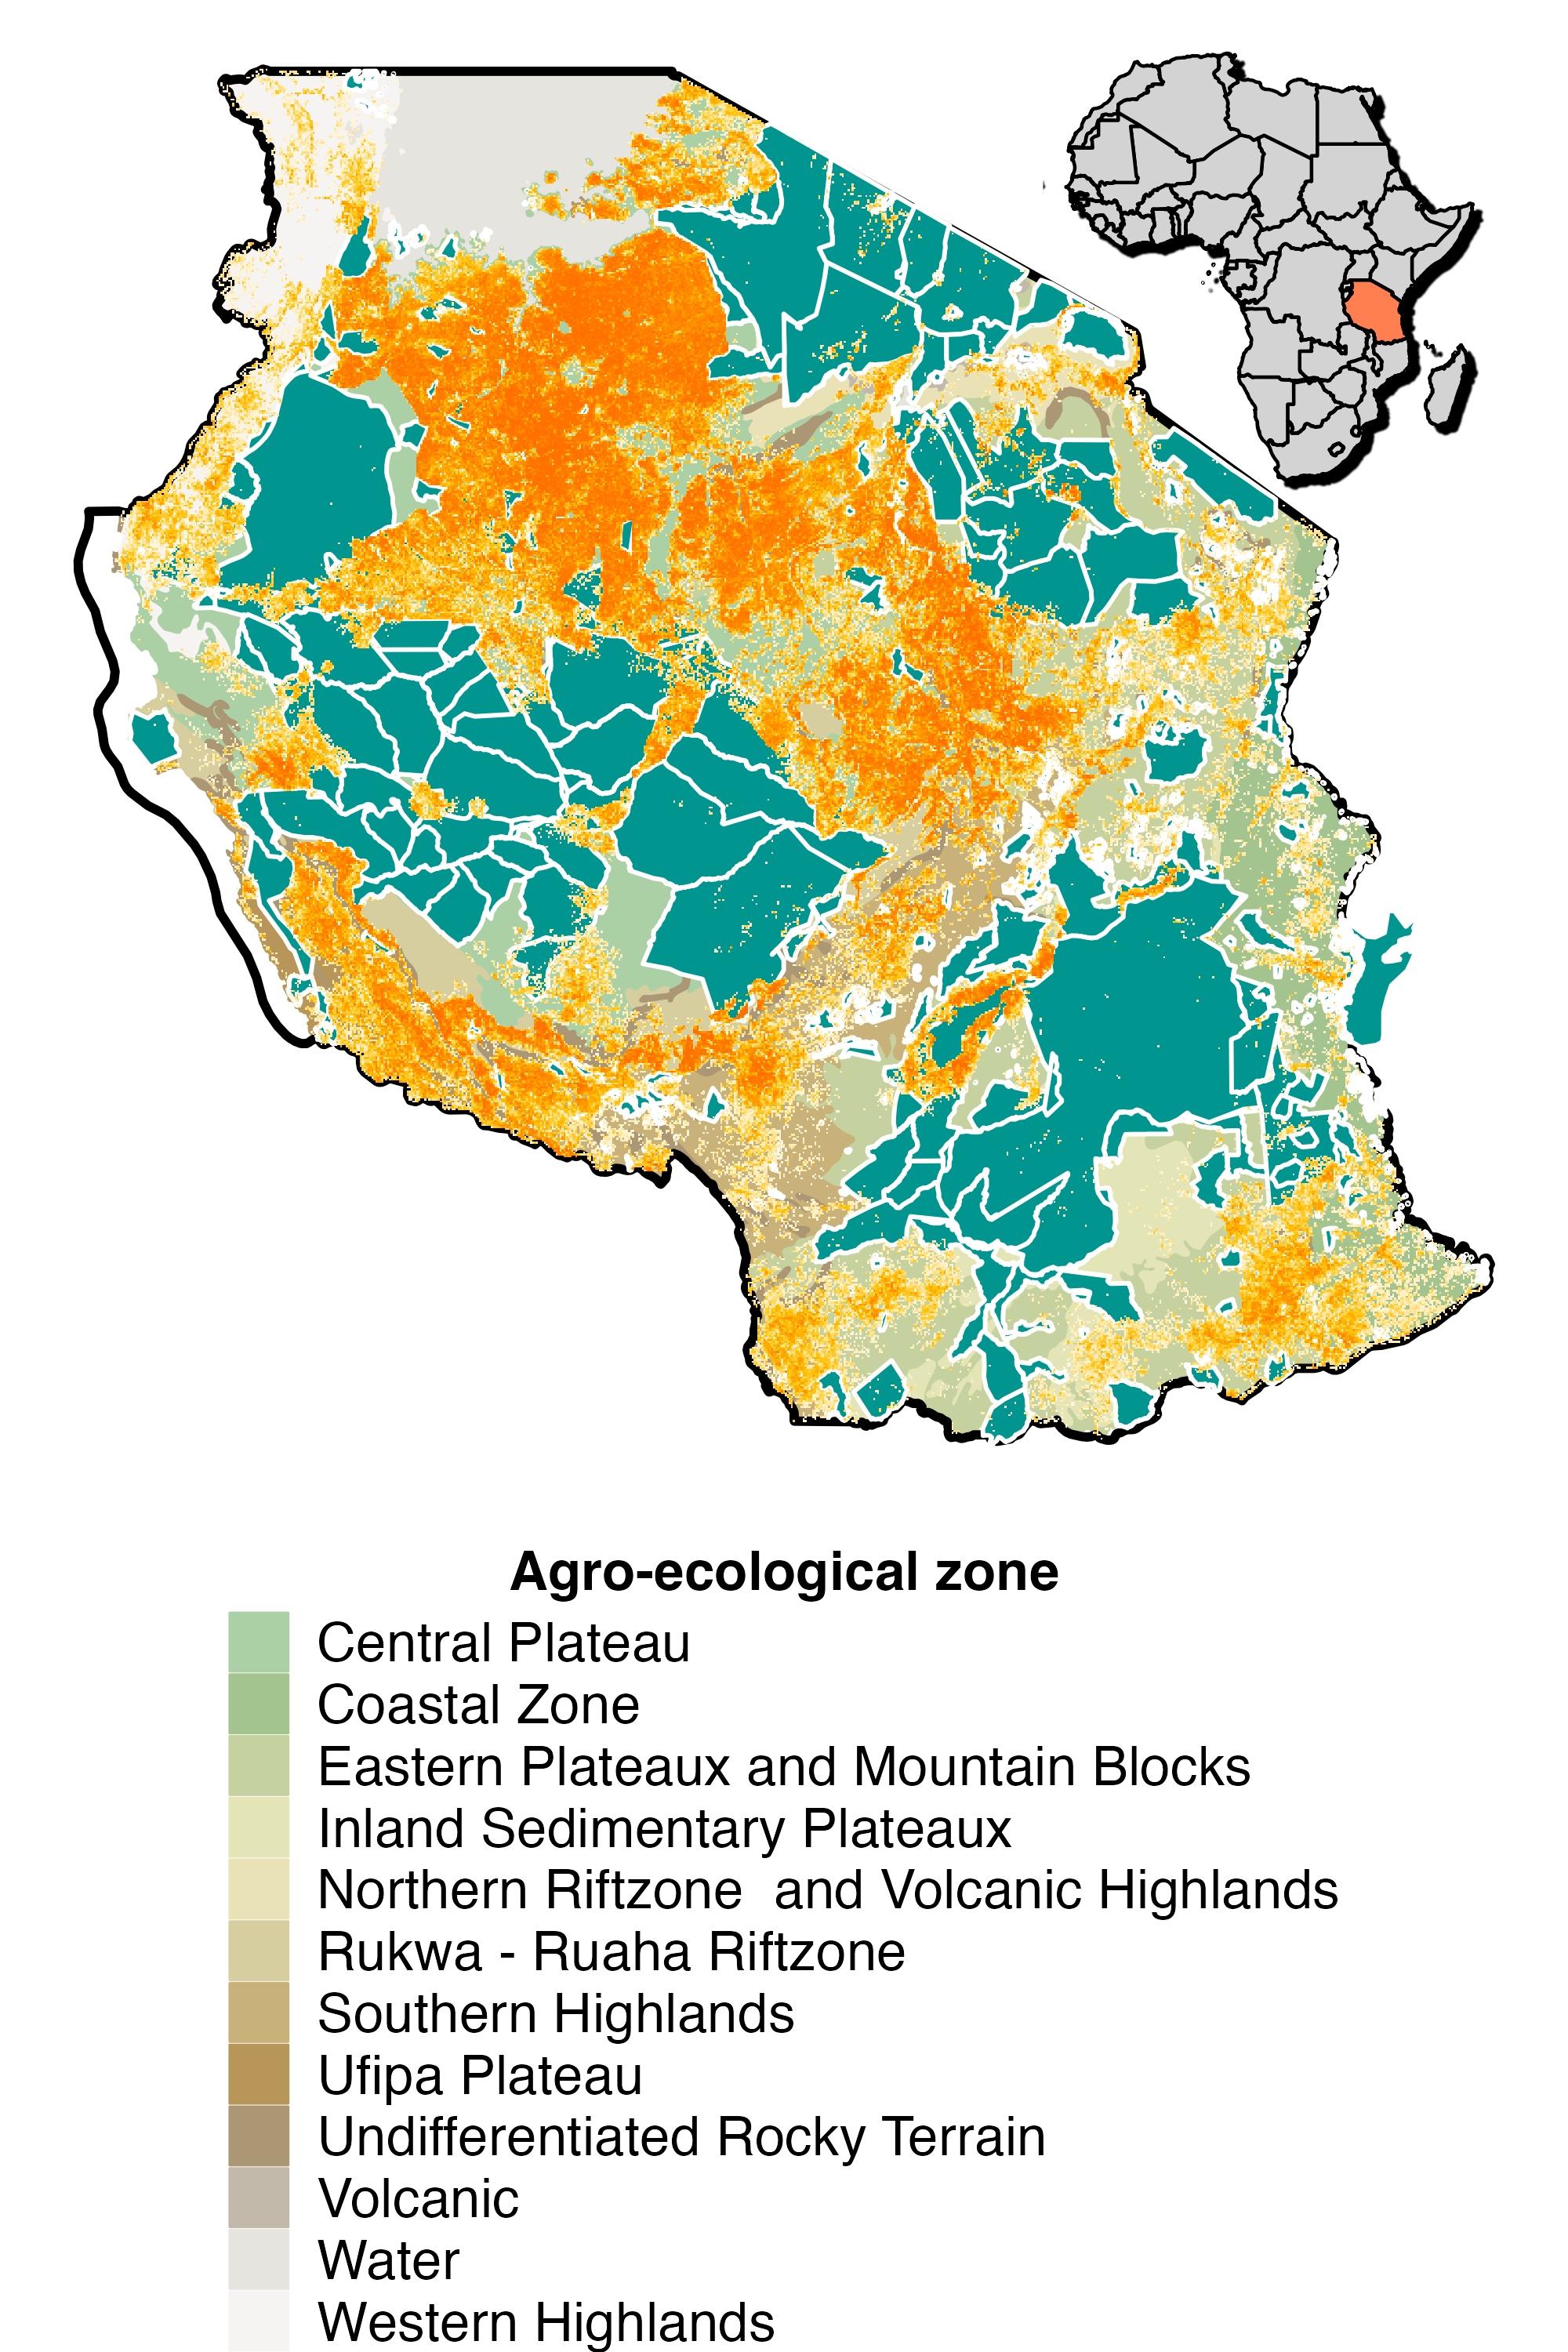 Agro-ecological zone
Central Plateau
Coastal Zone
Eastern Plateaux and Mountain Blocks
Inland Sedimentary Plateaux
Northern Riftzone  and Volcanic Highlands
Rukwa - Ruaha Riftzone
Southern Highlands
Ufipa Plateau
Undifferentiated Rocky Terrain
Volcanic
Water
Western Highlands